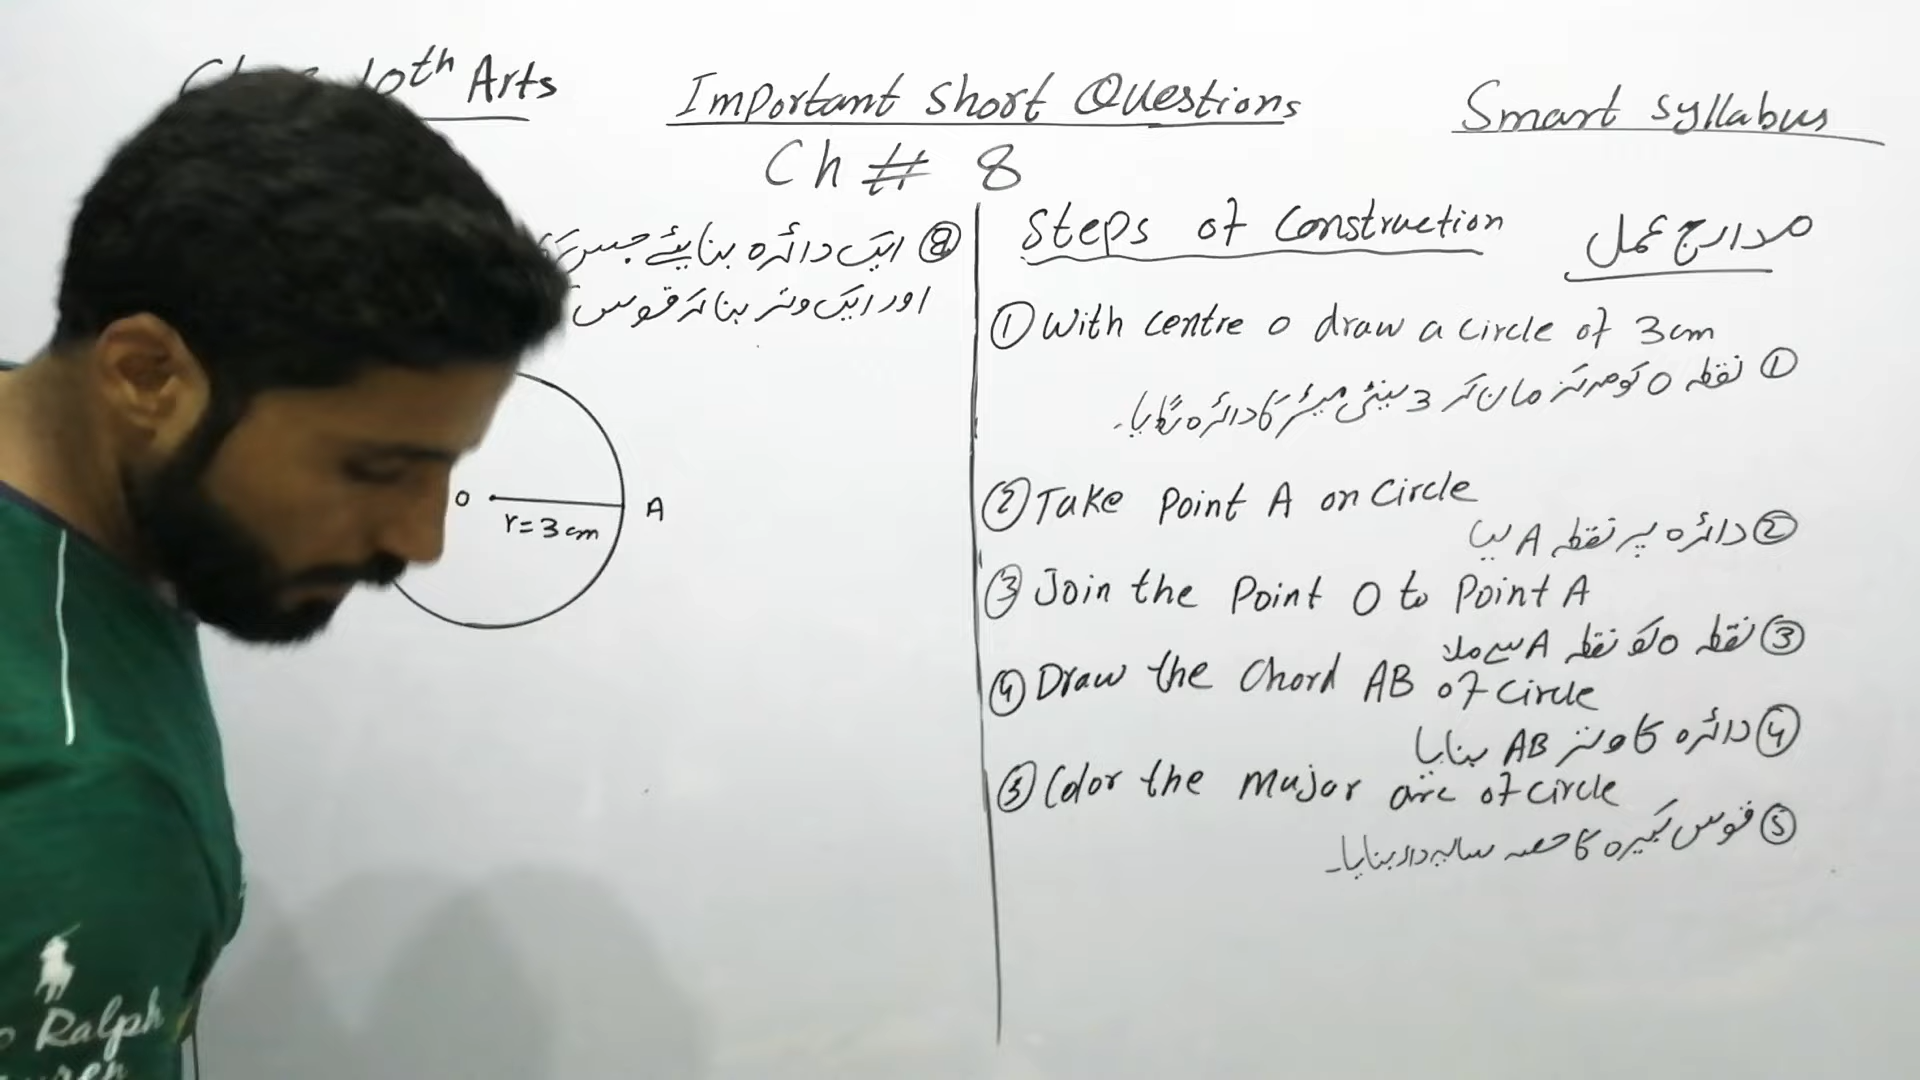 10th Arts
Important Short Questions
Smart syllabus
Ch # 8
⑧ ایک دائرہ بنایئے جس
اور ایک وتر بنا کر قوس
O
A
r = 3 cm
Steps of Construction
مدارج عمل
① With centre O draw a circle of 3cm
① نقطہ O کو مرکز مان کر 3 سینٹی میٹر کا دائرہ لگایا۔
② Take Point A on Circle
② دائرہ پر نقطہ A لیا
③ Join the Point O to Point A
③ نقطہ O کو نقطہ A سے ملا
④ Draw the Chord AB of Circle
④ دائرہ کا وتر AB بنایا
⑤ Color the Major arc of circle
⑤ قوس کبیرہ کا حصہ سایہ دار بنایا۔
Ralph